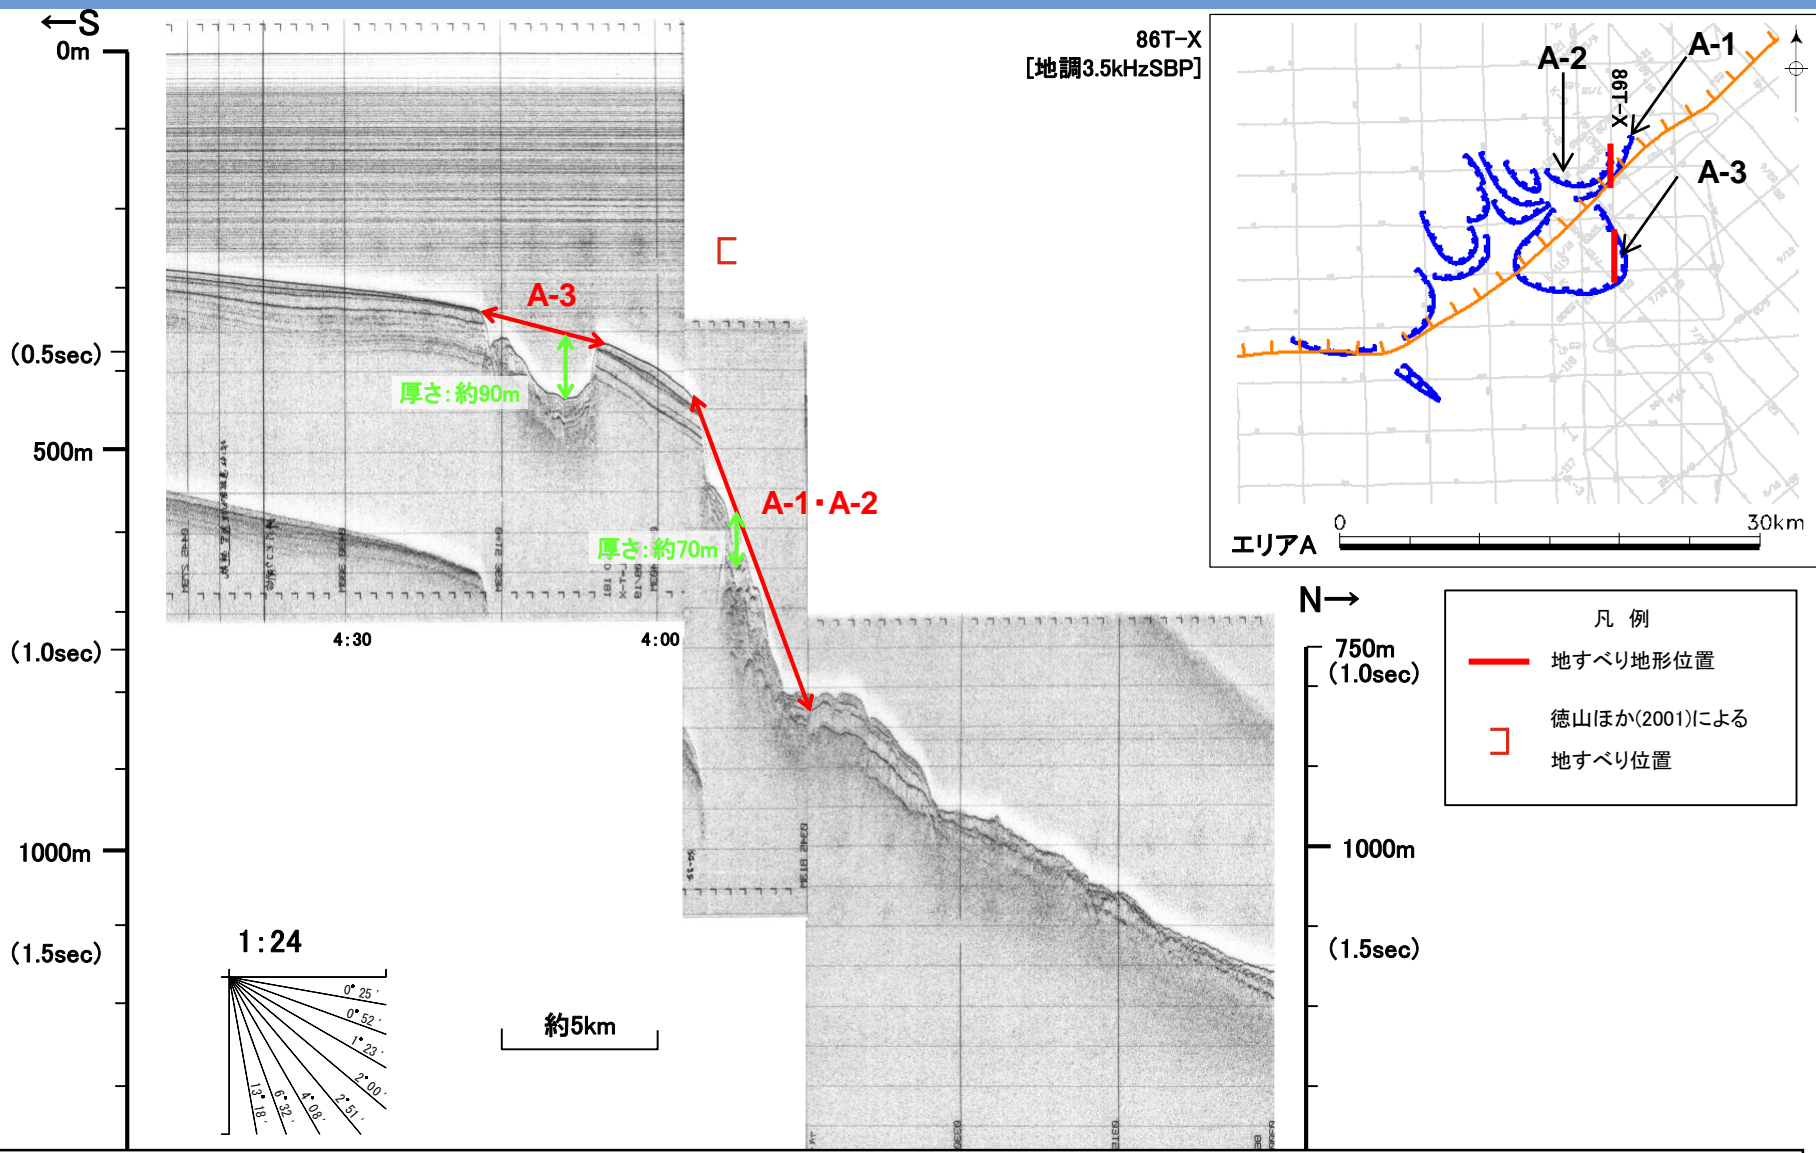 ←S
0m
(0.5sec)
500m
(1.0sec)
1000m
(1.5sec)
86T-X
[地調3.5kHzSBP]
A-3
厚さ:約90m
A-1・A-2
厚さ:約70m
4:30
4:00
A-2
A-1
86T-X
A-3
エリアA
0
30km
N→
750m
(1.0sec)
1000m
(1.5sec)
凡 例
地すべり地形位置
徳山ほか(2001)による
地すべり位置
1:24
0°25′
0°52′
1°23′
2°00′
2°51′
4°08′
6°32′
13°18′
約5km